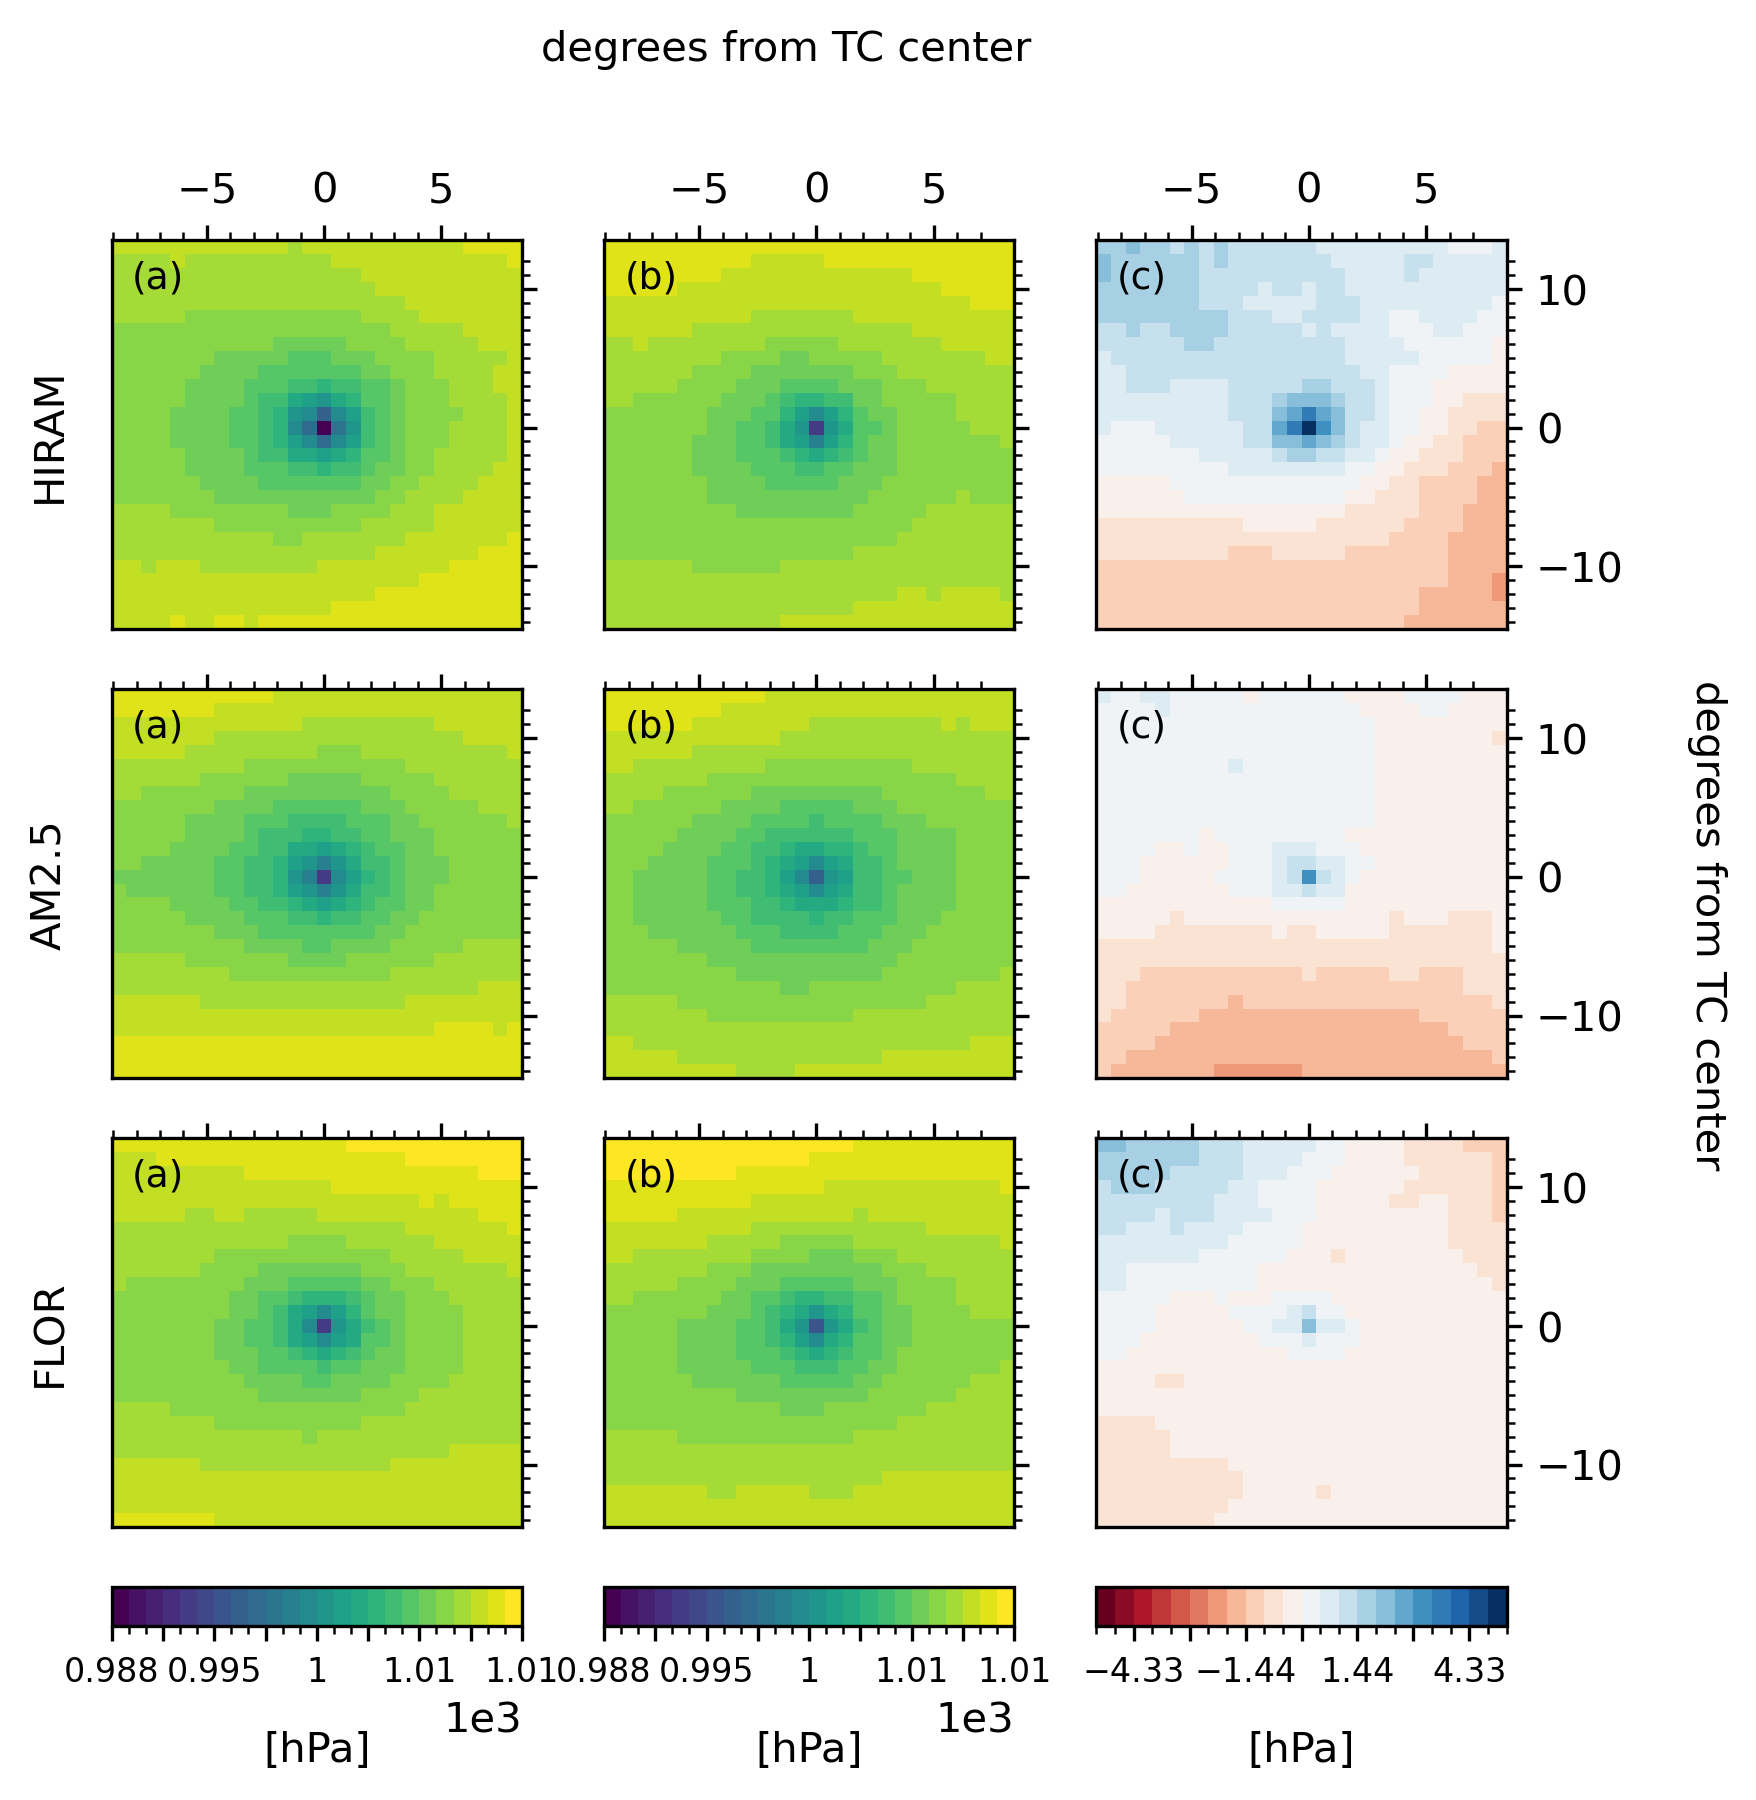 degrees from TC center
−5 0 5 −5 0 5 −5 0 5
HIRAM (a) (b) (c) 10 0 −10
AM2.5 (a) (b) (c) 10 0 −10
degrees from TC center
FLOR (a) (b) (c) 10 0 −10
0.988 0.995 1 1.01 1.01 0.988 0.995 1 1.01 1.01 −4.33 −1.44 1.44 4.33
1e3 1e3
[hPa] [hPa] [hPa]